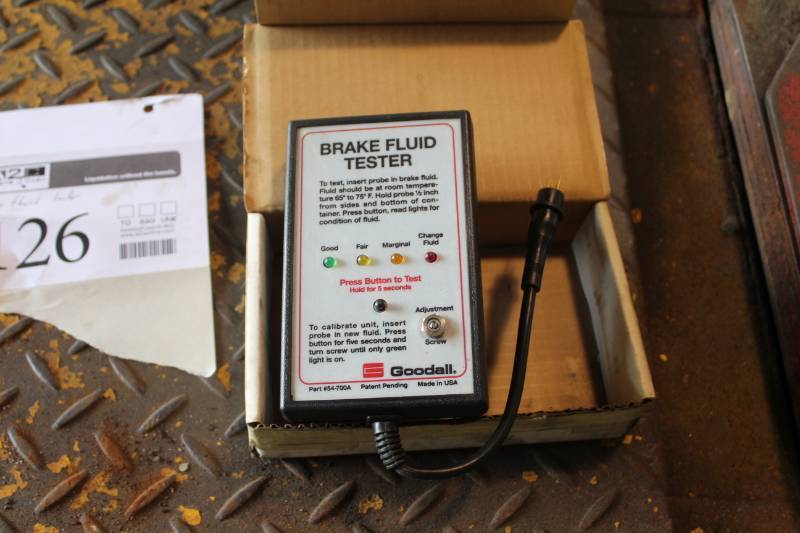 Liquidation without the hassle.
126
BRAKE FLUID
TESTER
To test, insert probe in brake fluid.
Fluid should be at room tempera-
ture 65° to 75° F. Hold probe ½ inch
from sides and bottom of con-
tainer. Press button, read lights for
condition of fluid.
Good Fair Marginal Change
Fluid
Press Button to Test
Hold for 5 seconds
Adjustment
Screw
To calibrate unit, insert
probe in new fluid. Press
button for five seconds and
turn screw until only green
light is on.
Goodall.
Part #54-700A Patent Pending Made in USA